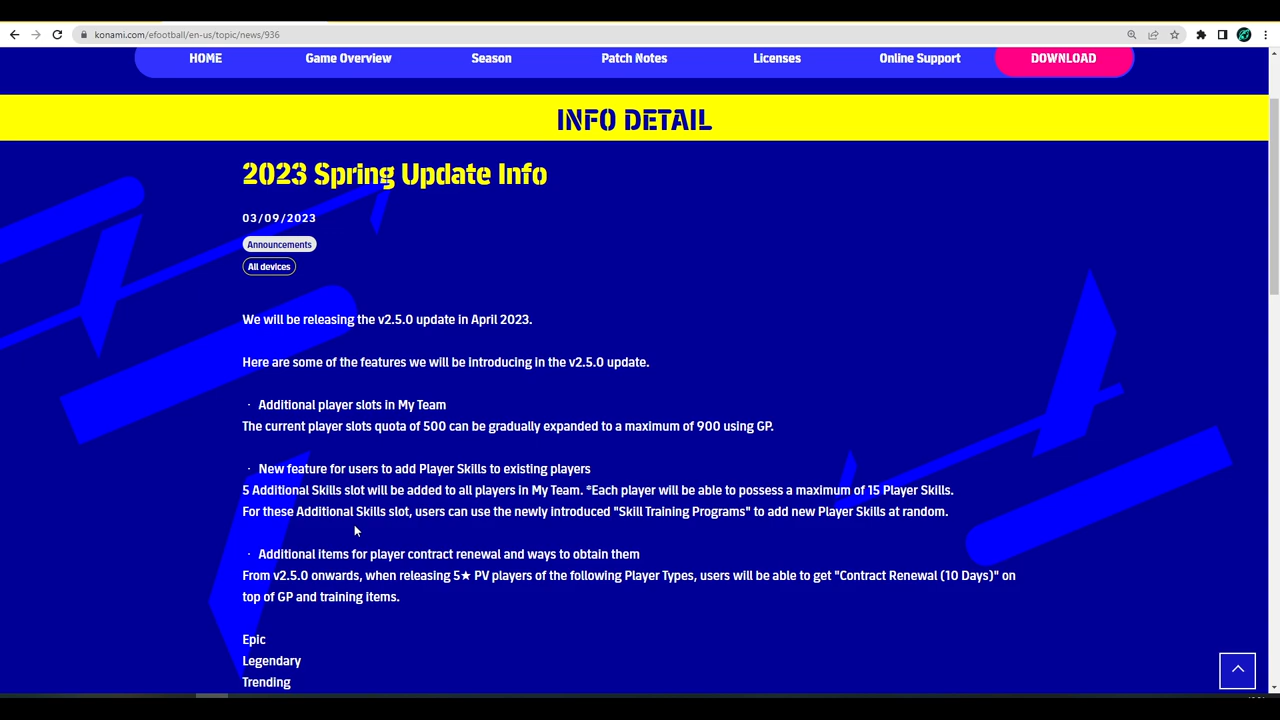 konami.com/efootball/en-us/topic/news/936
HOME Game Overview Season Patch Notes Licenses Online Support DOWNLOAD
INFO DETAIL
2023 Spring Update Info
03/09/2023
Announcements
All devices
We will be releasing the v2.5.0 update in April 2023.
Here are some of the features we will be introducing in the v2.5.0 update.
・ Additional player slots in My Team
The current player slots quota of 500 can be gradually expanded to a maximum of 900 using GP.
・ New feature for users to add Player Skills to existing players
5 Additional Skills slot will be added to all players in My Team. *Each player will be able to possess a maximum of 15 Player Skills.
For these Additional Skills slot, users can use the newly introduced "Skill Training Programs" to add new Player Skills at random.
・ Additional items for player contract renewal and ways to obtain them
From v2.5.0 onwards, when releasing 5★ PV players of the following Player Types, users will be able to get "Contract Renewal (10 Days)" on
top of GP and training items.
Epic
Legendary
Trending